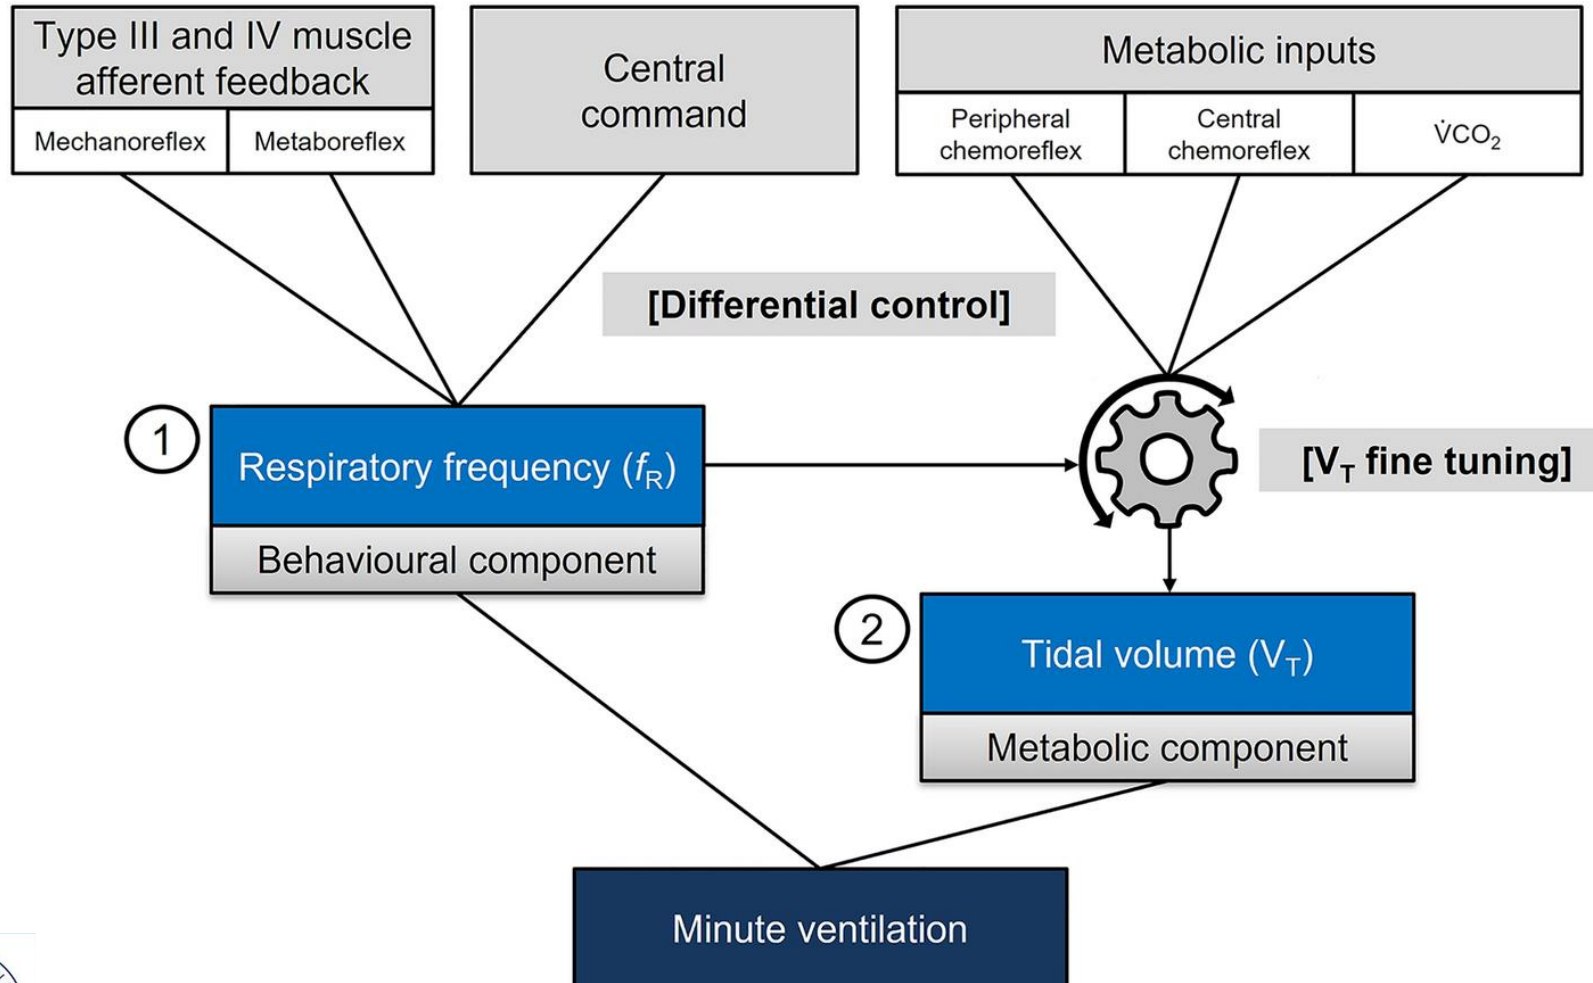 Type III and IV muscle
afferent feedback
Mechanoreflex
Metaboreflex
Central
command
Metabolic inputs
Peripheral
chemoreflex
Central
chemoreflex
V̇CO₂
[Differential control]
1
Respiratory frequency (fR)
Behavioural component
[VT fine tuning]
2
Tidal volume (VT)
Metabolic component
Minute ventilation